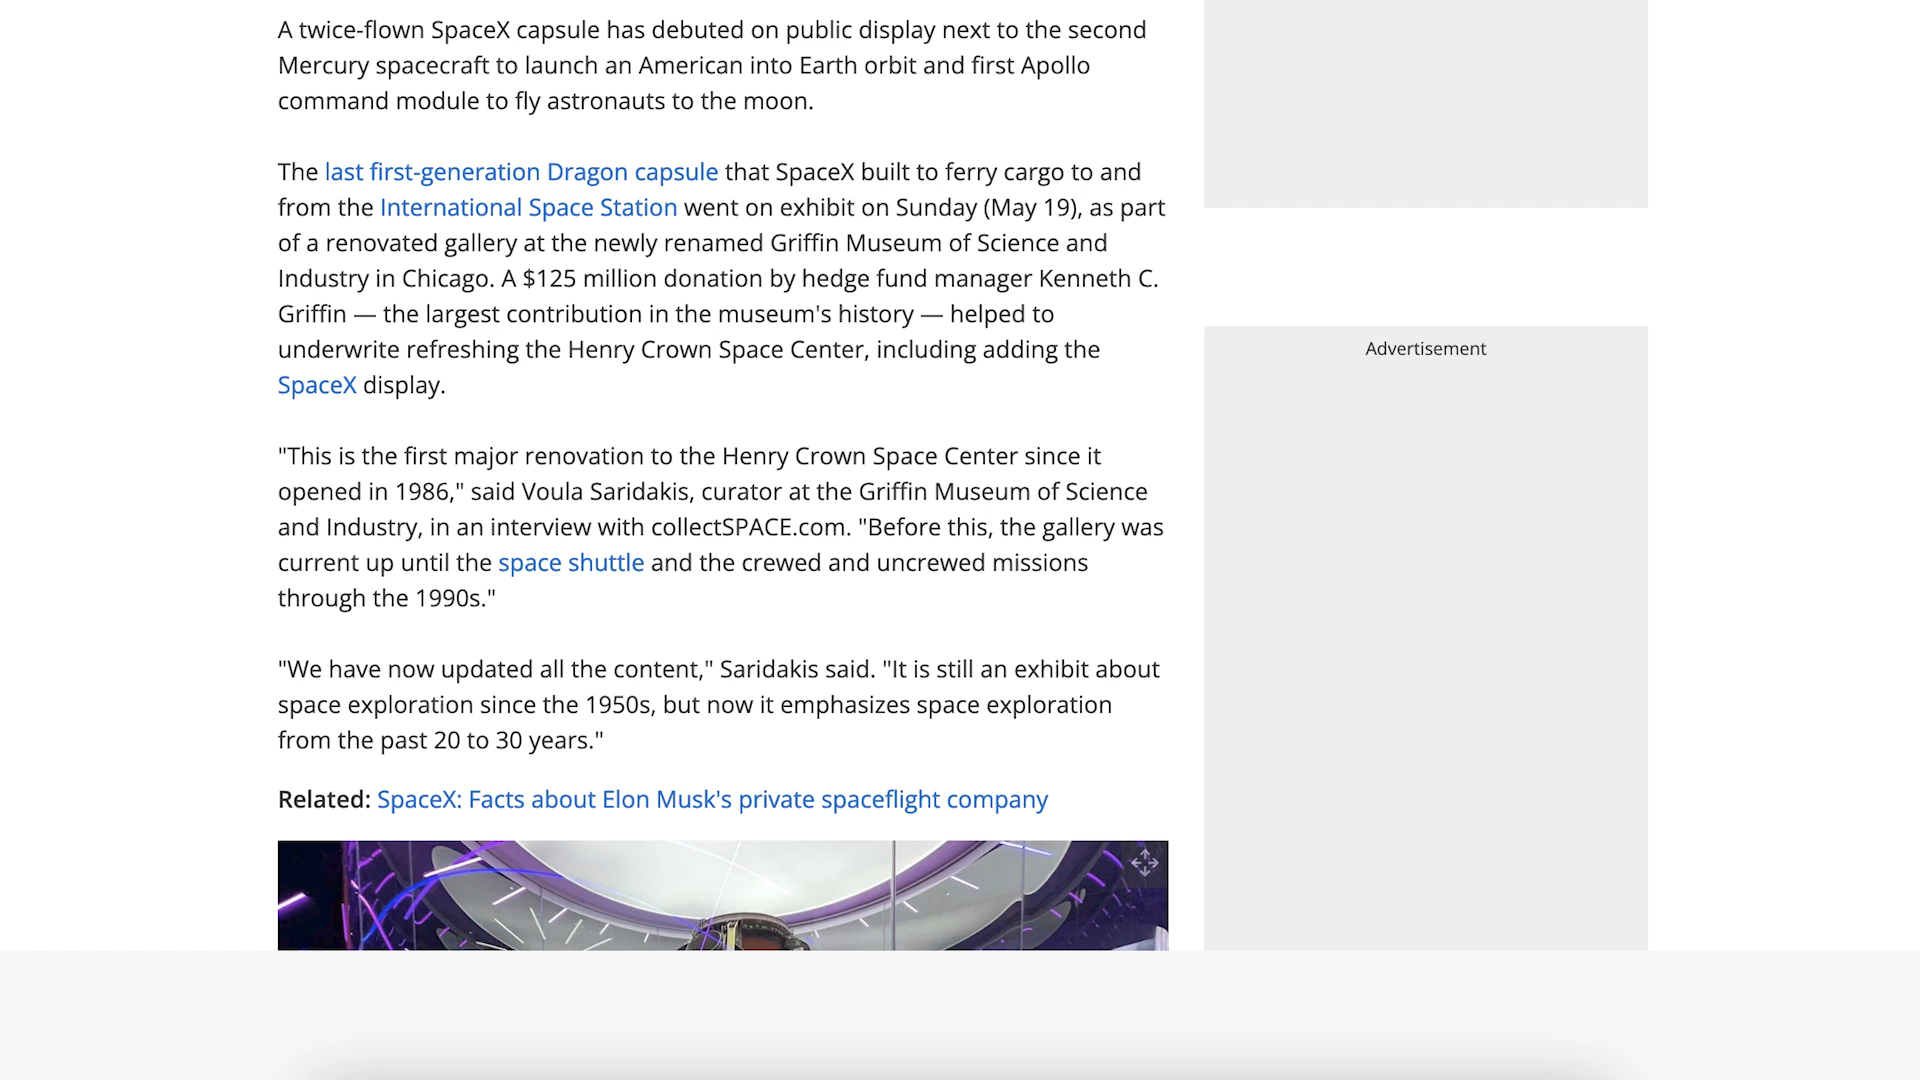 A twice-flown SpaceX capsule has debuted on public display next to the second
Mercury spacecraft to launch an American into Earth orbit and first Apollo
command module to fly astronauts to the moon.
The last first-generation Dragon capsule that SpaceX built to ferry cargo to and
from the International Space Station went on exhibit on Sunday (May 19), as part
of a renovated gallery at the newly renamed Griffin Museum of Science and
Industry in Chicago. A $125 million donation by hedge fund manager Kenneth C.
Griffin — the largest contribution in the museum's history — helped to
underwrite refreshing the Henry Crown Space Center, including adding the
SpaceX display.
"This is the first major renovation to the Henry Crown Space Center since it
opened in 1986," said Voula Saridakis, curator at the Griffin Museum of Science
and Industry, in an interview with collectSPACE.com. "Before this, the gallery was
current up until the space shuttle and the crewed and uncrewed missions
through the 1990s."
"We have now updated all the content," Saridakis said. "It is still an exhibit about
space exploration since the 1950s, but now it emphasizes space exploration
from the past 20 to 30 years."
Related: SpaceX: Facts about Elon Musk's private spaceflight company
Advertisement